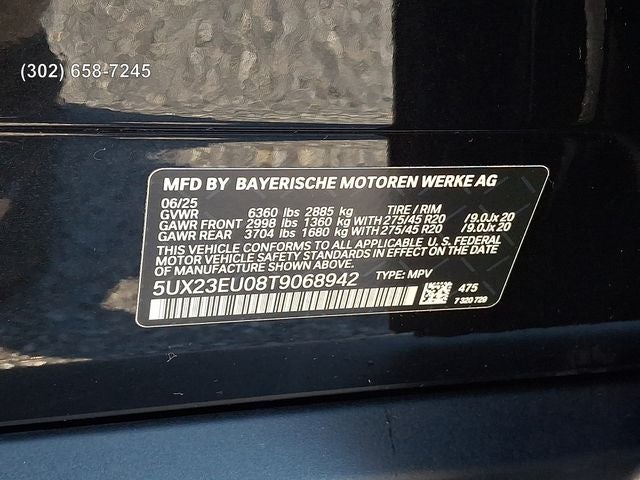 (302) 658-7245
MFD BY BAYERISCHE MOTOREN WERKE AG
06/25
GVWR 6360 lbs 2885 kg TIRE / RIM
GAWR FRONT 2998 lbs 1360 kg WITH 275/45 R20 /9.0Jx20
GAWR REAR 3704 lbs 1680 kg WITH 275/45 R20 /9.0Jx20
THIS VEHICLE CONFORMS TO ALL APPLICABLE U.S. FEDERAL
MOTOR VEHICLE SAFETY STANDARDS IN EFFECT ON THE DATE
OF MANUFACTURE SHOWN ABOVE.
5UX23EU08T9068942 TYPE: MPV
475
7 320 729